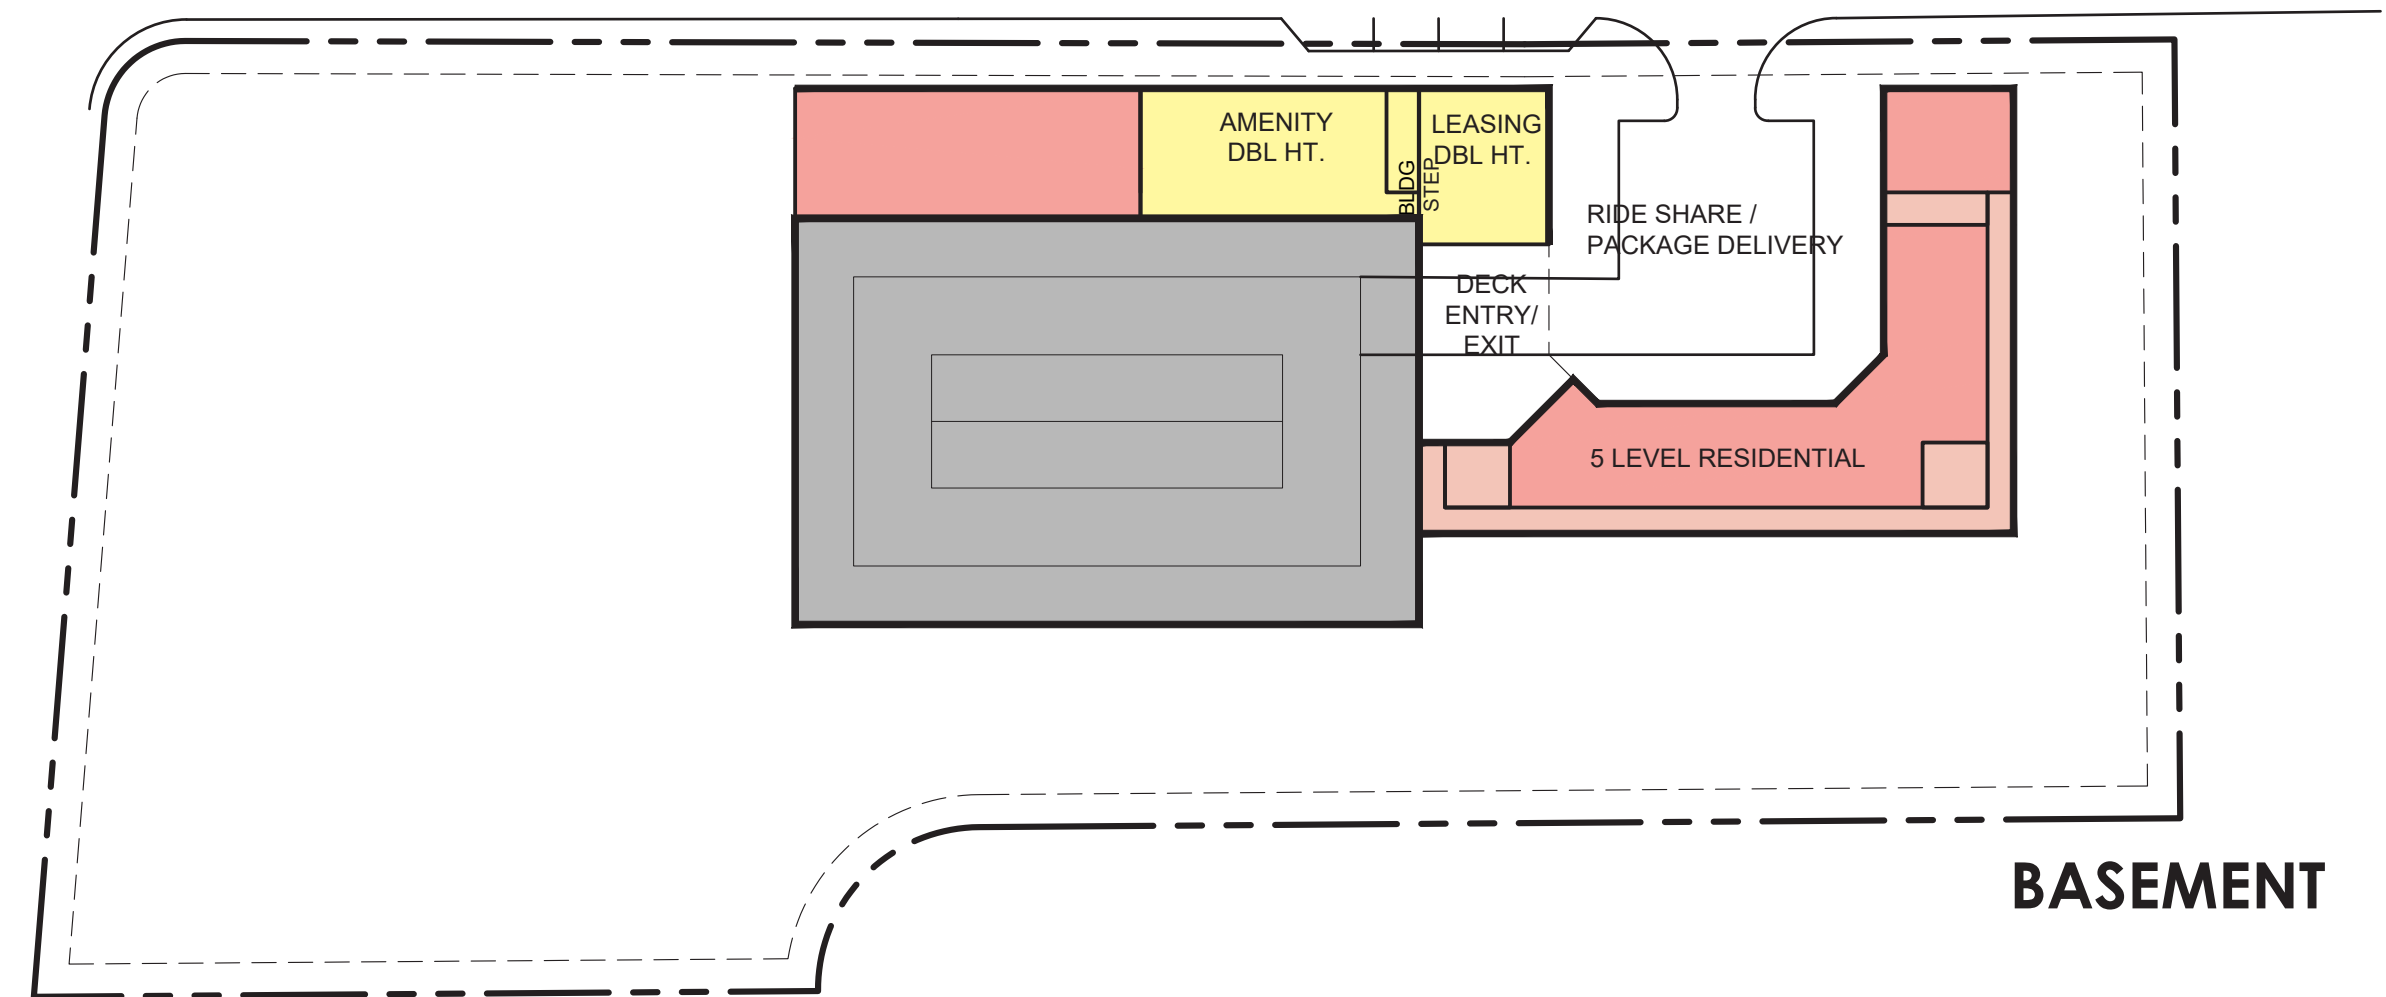 AMENITY
DBL HT.
BLDG
STEP
LEASING
DBL HT.
RIDE SHARE /
PACKAGE DELIVERY
DECK
ENTRY/
EXIT
5 LEVEL RESIDENTIAL
BASEMENT